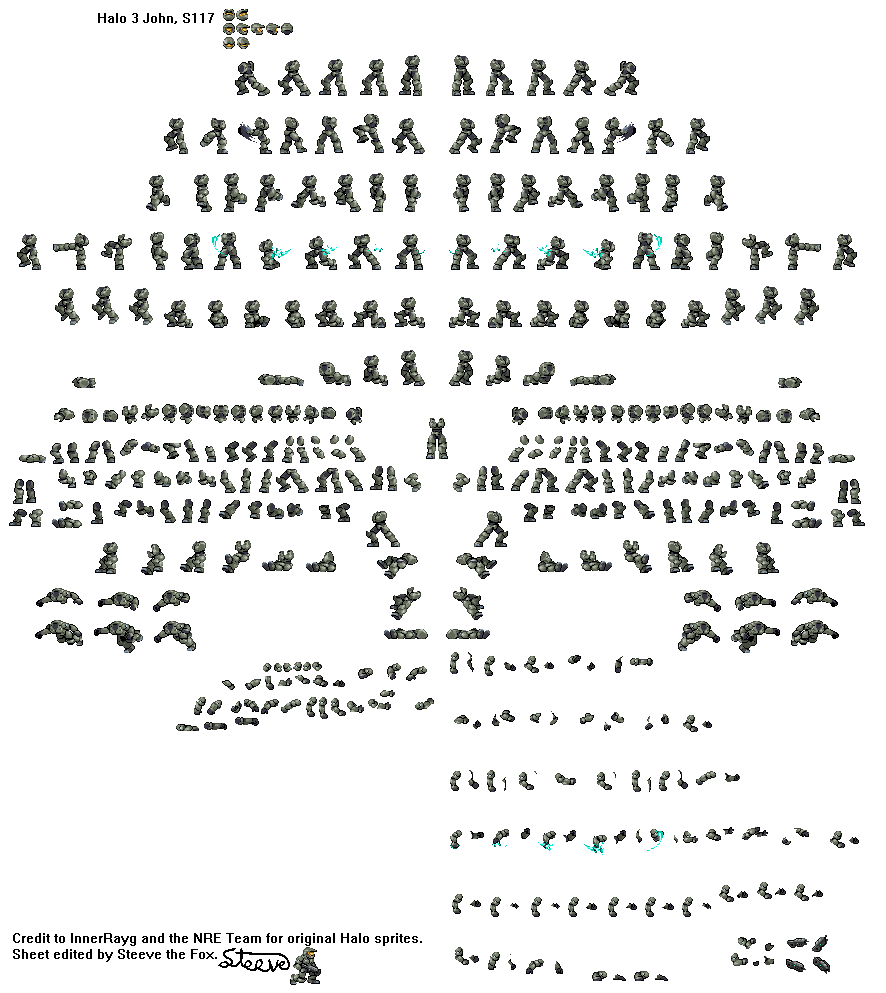 Halo 3 John, S117
Credit to InnerRayg and the NRE Team for original Halo sprites.
Sheet edited by Steeve the Fox. Steeve